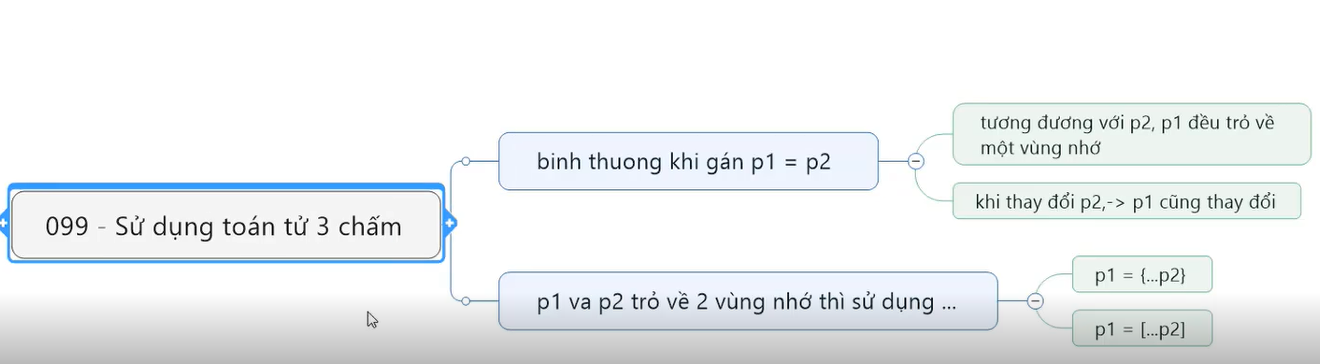 099 - Sử dụng toán tử 3 chấm
binh thuong khi gán p1 = p2
tương đương với p2, p1 đều trỏ về
một vùng nhớ
khi thay đổi p2,-> p1 cũng thay đổi
p1 va p2 trỏ về 2 vùng nhớ thì sử dụng ...
p1 = {...p2}
p1 = [...p2]